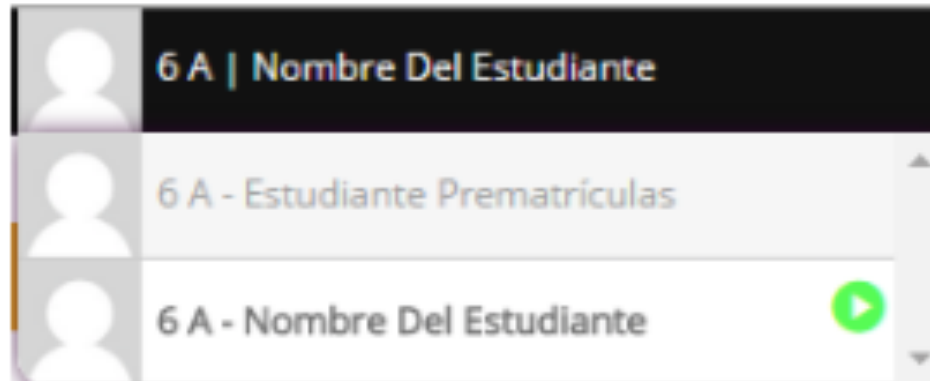 6 A | Nombre Del Estudiante
6 A - Estudiante Prematrículas
6 A - Nombre Del Estudiante